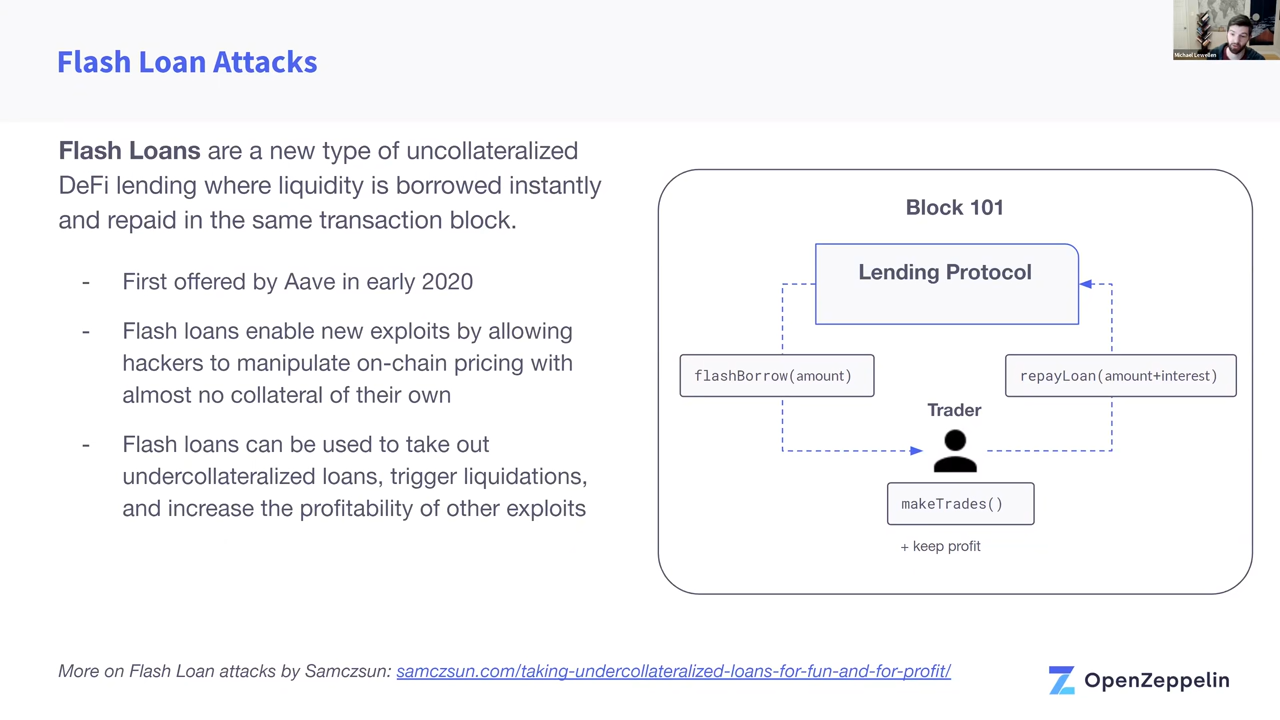 Flash Loan Attacks
Michael Lewellen
Flash Loans are a new type of uncollateralized
DeFi lending where liquidity is borrowed instantly
and repaid in the same transaction block.
- First offered by Aave in early 2020
- Flash loans enable new exploits by allowing
hackers to manipulate on-chain pricing with
almost no collateral of their own
- Flash loans can be used to take out
undercollateralized loans, trigger liquidations,
and increase the profitability of other exploits
Block 101
Lending Protocol
flashBorrow(amount)
repayLoan(amount+interest)
Trader
makeTrades()
+ keep profit
More on Flash Loan attacks by Samczsun: samczsun.com/taking-undercollateralized-loans-for-fun-and-for-profit/
OpenZeppelin